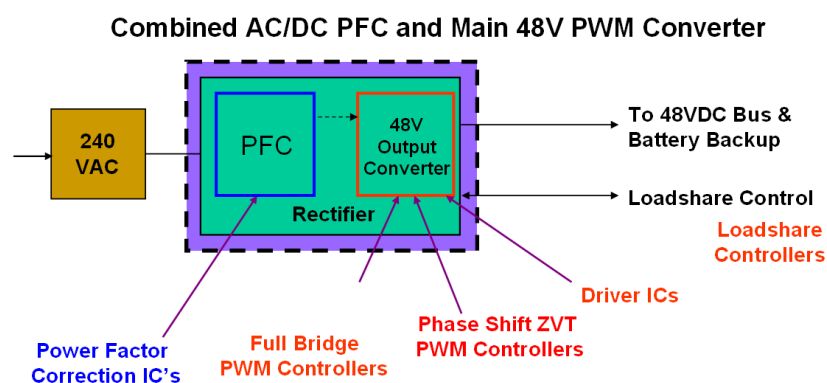 Combined AC/DC PFC and Main 48V PWM Converter
240
VAC
PFC
48V
Output
Converter
Rectifier
To 48VDC Bus &
Battery Backup
Loadshare Control
Loadshare
Controllers
Driver ICs
Phase Shift ZVT
PWM Controllers
Full Bridge
PWM Controllers
Power Factor
Correction IC's